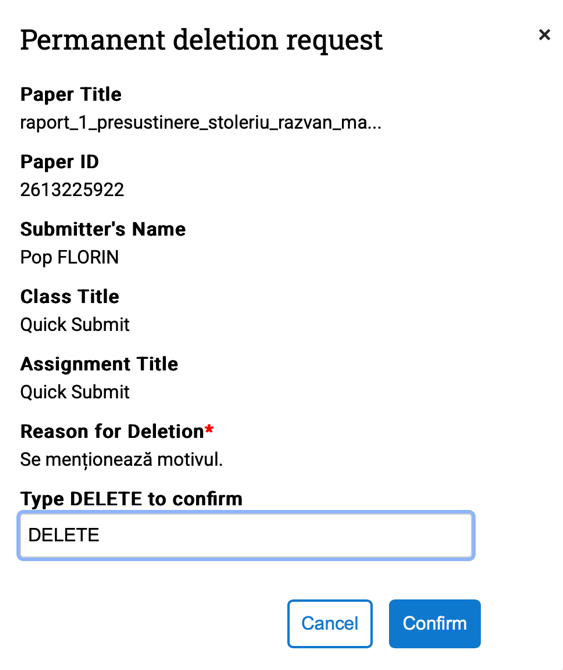 Permanent deletion request
×
Paper Title
raport_1_presustinere_stoleriu_razvan_ma...
Paper ID
2613225922
Submitter's Name
Pop FLORIN
Class Title
Quick Submit
Assignment Title
Quick Submit
Reason for Deletion*
Se menționează motivul.
Type DELETE to confirm
DELETE
Cancel
Confirm